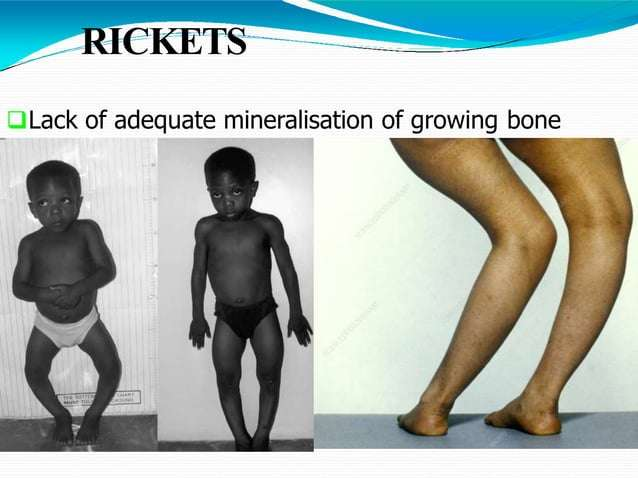 RICKETS
Lack of adequate mineralisation of growing bone